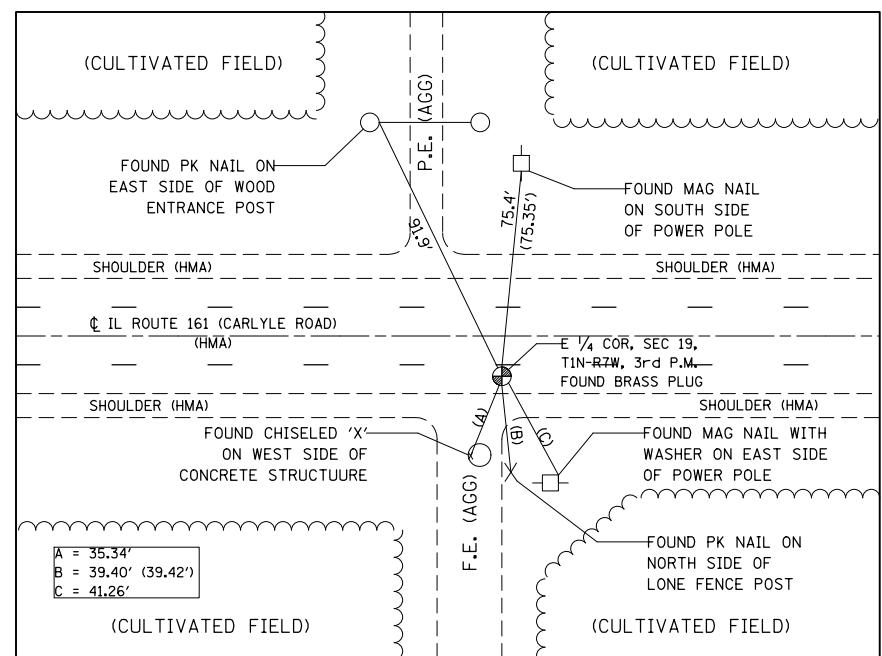 (CULTIVATED FIELD)
(CULTIVATED FIELD)
P.E. (AGG)
FOUND PK NAIL ON
EAST SIDE OF WOOD
ENTRANCE POST
FOUND MAG NAIL
ON SOUTH SIDE
OF POWER POLE
91.9'
75.4'
(75.35')
SHOULDER (HMA)
SHOULDER (HMA)
℄ IL ROUTE 161 (CARLYLE ROAD)
(HMA)
E 1/4 COR, SEC 19,
T1N-R7W, 3rd P.M.
FOUND BRASS PLUG
SHOULDER (HMA)
SHOULDER (HMA)
(A)
(B)
(C)
FOUND CHISELED 'X'
ON WEST SIDE OF
CONCRETE STRUCTUURE
FOUND MAG NAIL WITH
WASHER ON EAST SIDE
OF POWER POLE
F.E. (AGG)
FOUND PK NAIL ON
NORTH SIDE OF
LONE FENCE POST
A = 35.34'
B = 39.40' (39.42')
C = 41.26'
(CULTIVATED FIELD)
(CULTIVATED FIELD)